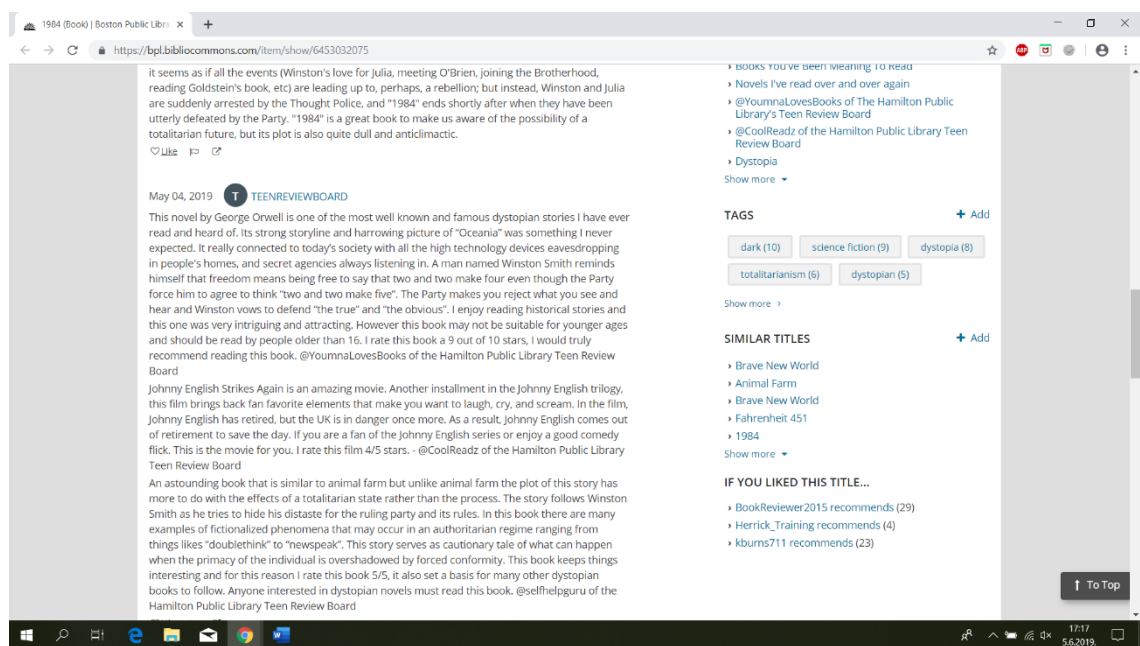 1984 (Book) | Boston Public Libra
https://bpl.bibliocommons.com/item/show/6453032075
it seems as if all the events (Winston's love for Julia, meeting O'Brien, joining the Brotherhood,
reading Goldstein's book, etc) are leading up to, perhaps, a rebellion; but instead, Winston and Julia
are suddenly arrested by the Thought Police, and "1984" ends shortly after when they have been
utterly defeated by the Party. "1984" is a great book to make us aware of the possibility of a
totalitarian future, but its plot is also quite dull and anticlimactic.
Like
May 04, 2019 T TEENREVIEWBOARD
This novel by George Orwell is one of the most well known and famous dystopian stories I have ever
read and heard of. Its strong storyline and harrowing picture of "Oceania" was something I never
expected. It really connected to today's society with all the high technology devices eavesdropping
in people's homes, and secret agencies always listening in. A man named Winston Smith reminds
himself that freedom means being free to say that two and two make four even though the Party
force him to agree to think "two and two make five". The Party makes you reject what you see and
hear and Winston vows to defend "the true" and "the obvious". I enjoy reading historical stories and
this one was very intriguing and attracting. However this book may not be suitable for younger ages
and should be read by people older than 16. I rate this book a 9 out of 10 stars, I would truly
recommend reading this book. @YoumnaLovesBooks of the Hamilton Public Library Teen Review
Board
Johnny English Strikes Again is an amazing movie. Another installment in the Johnny English trilogy,
this film brings back fan favorite elements that make you want to laugh, cry, and scream. In the film,
Johnny English has retired, but the UK is in danger once more. As a result, Johnny English comes out
of retirement to save the day. If you are a fan of the Johnny English series or enjoy a good comedy
flick. This is the movie for you. I rate this film 4/5 stars. - @CoolReadz of the Hamilton Public Library
Teen Review Board
An astounding book that is similar to animal farm but unlike animal farm the plot of this story has
more to do with the effects of a totalitarian state rather than the process. The story follows Winston
Smith as he tries to hide his distaste for the ruling party and its rules. In this book there are many
examples of fictionalized phenomena that may occur in an authoritarian regime ranging from
things likes "doublethink" to "newspeak". This story serves as cautionary tale of what can happen
when the primacy of the individual is overshadowed by forced conformity. This book keeps things
interesting and for this reason I rate this book 5/5, it also set a basis for many other dystopian
books to follow. Anyone interested in dystopian novels must read this book. @selfhelpguru of the
Hamilton Public Library Teen Review Board
Books You've Been Meaning To Read
Novels I've read over and over again
@YoumnaLovesBooks of The Hamilton Public
Library's Teen Review Board
@CoolReadz of the Hamilton Public Library Teen
Review Board
Dystopia
Show more
TAGS + Add
dark (10) science fiction (9) dystopia (8)
totalitarianism (6) dystopian (5)
Show more
SIMILAR TITLES + Add
Brave New World
Animal Farm
Brave New World
Fahrenheit 451
1984
Show more
IF YOU LIKED THIS TITLE...
BookReviewer2015 recommends (29)
Herrick_Training recommends (4)
kburns711 recommends (23)
To Top
17:17
5.6.2019.